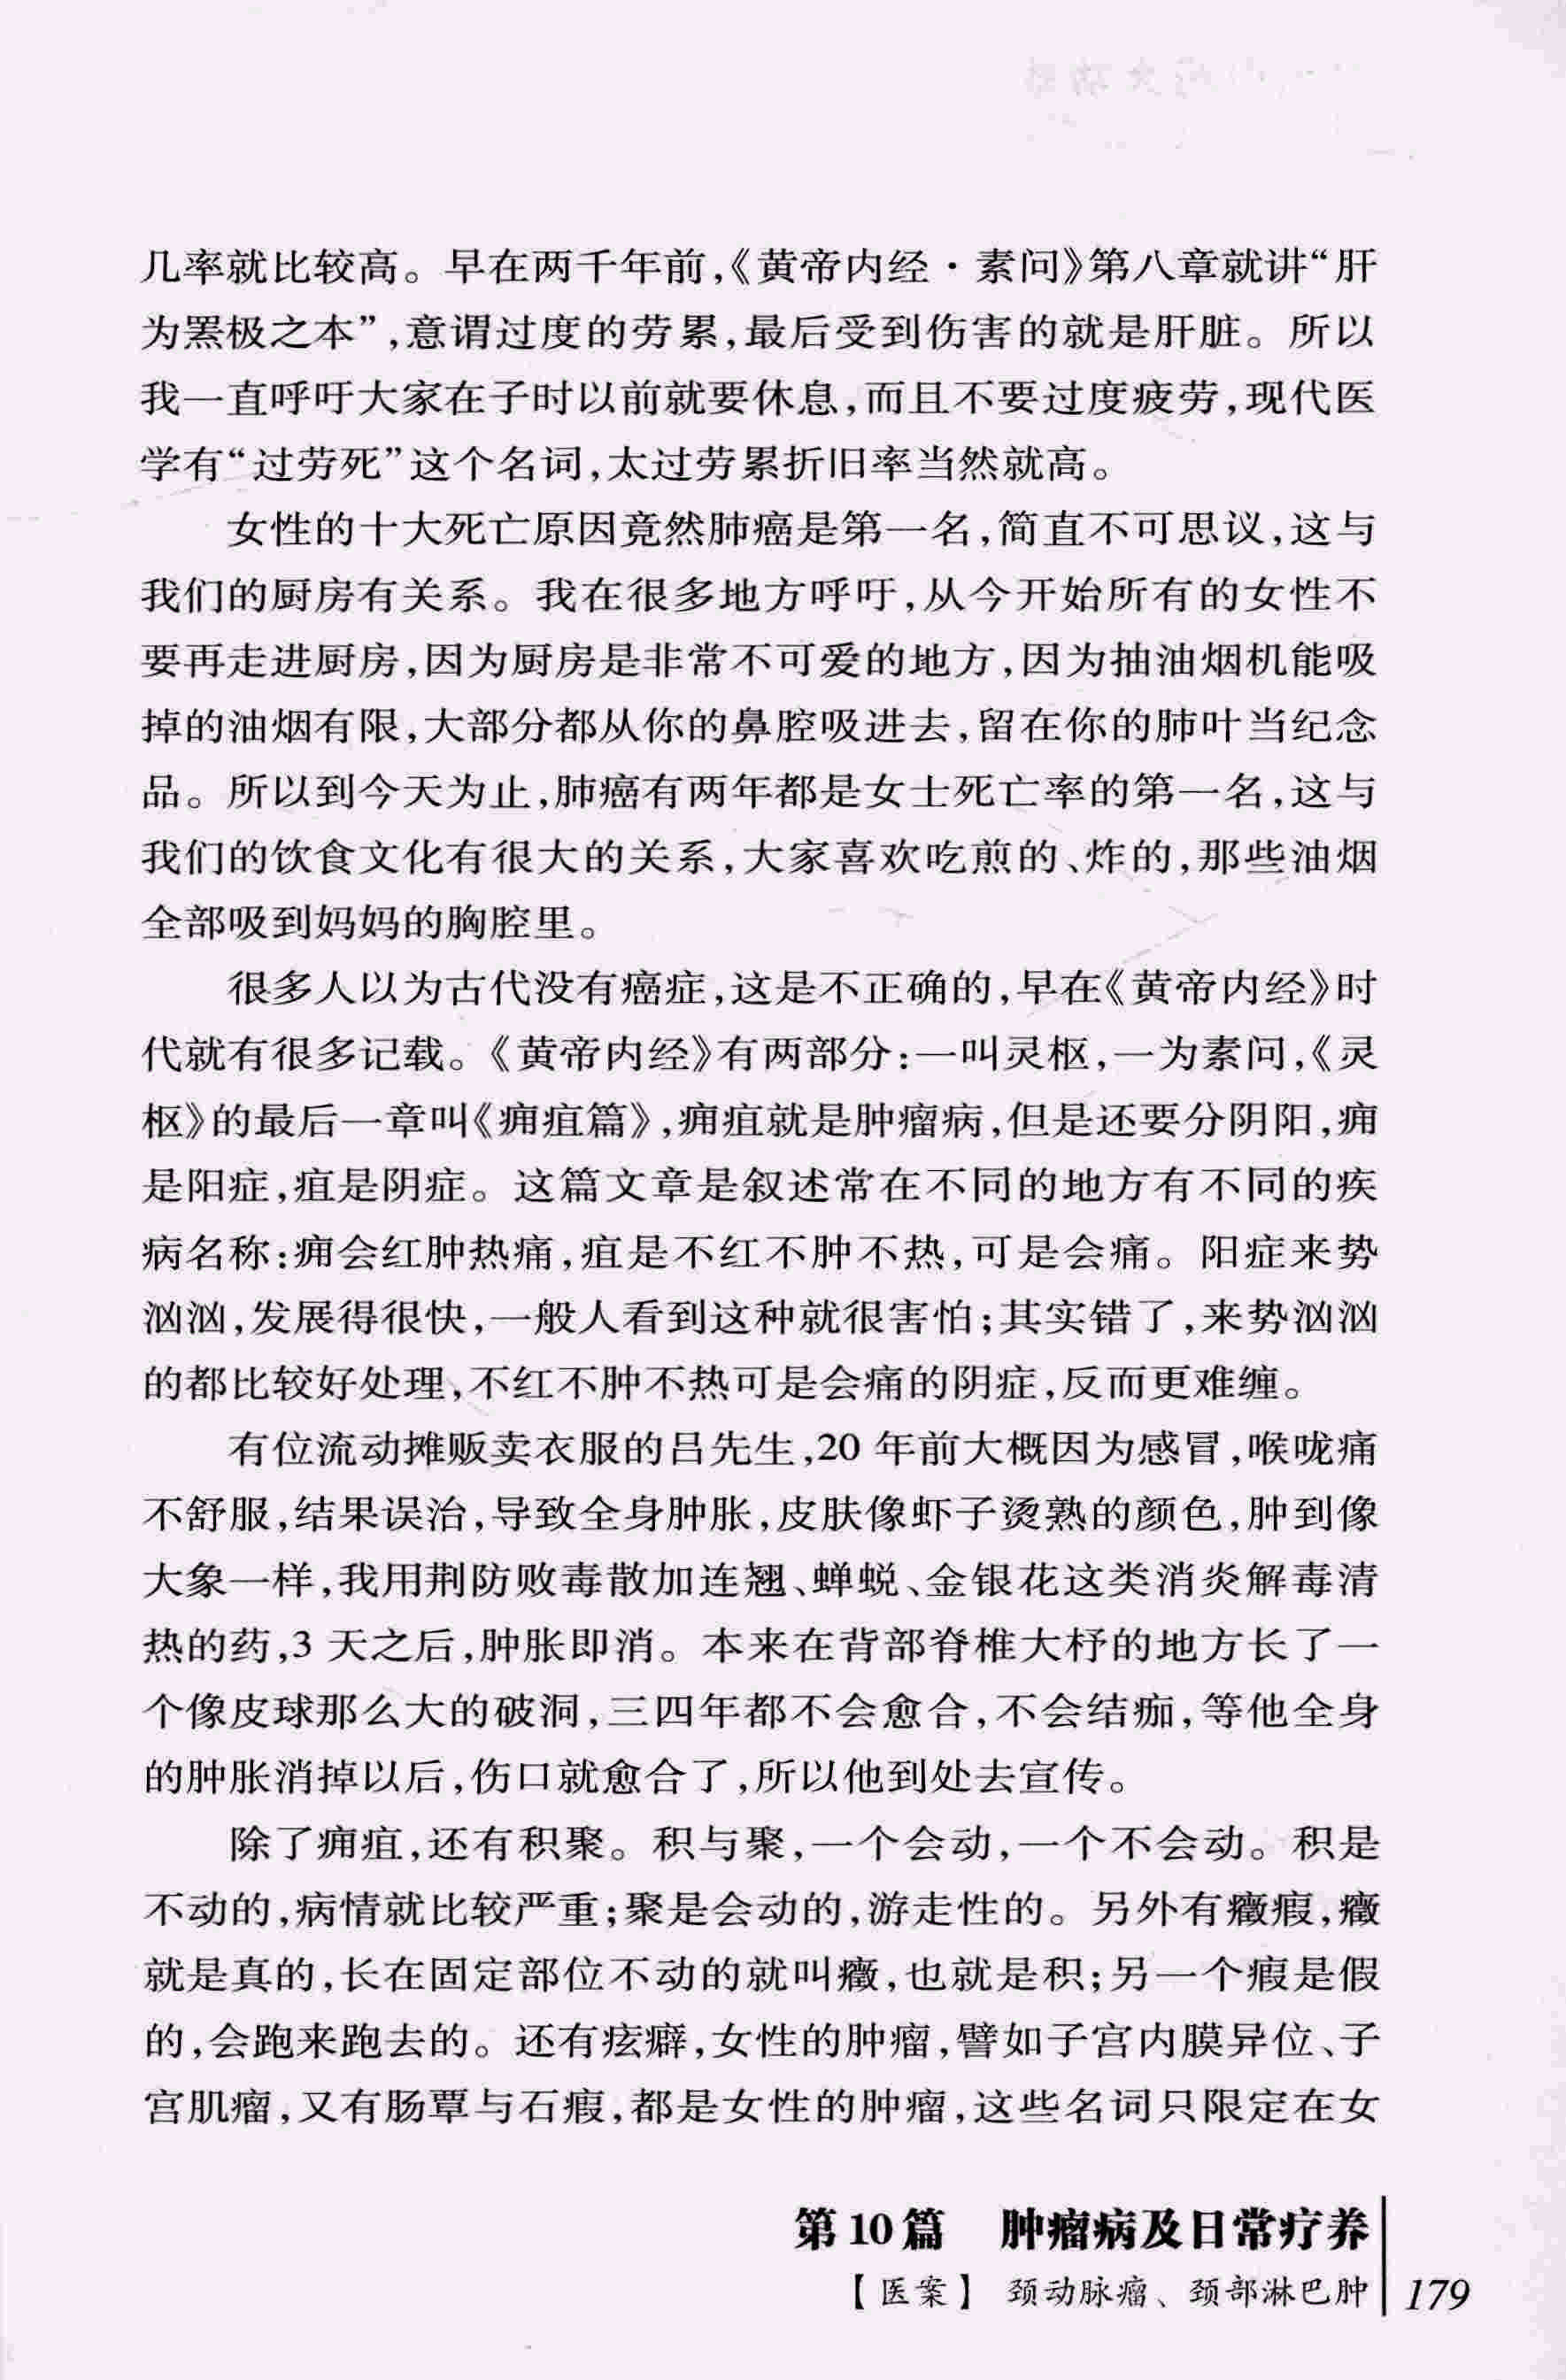 几率就比较高。早在两千年前,《黄帝内经·素问》第八章就讲“肝
为罴极之本”,意谓过度的劳累,最后受到伤害的就是肝脏。所以
我一直呼吁大家在子时以前就要休息,而且不要过度疲劳,现代医
学有“过劳死”这个名词,太过劳累折旧率当然就高。
女性的十大死亡原因竟然肺癌是第一名,简直不可思议,这与
我们的厨房有关系。我在很多地方呼吁,从今开始所有的女性不
要再走进厨房,因为厨房是非常不可爱的地方,因为抽油烟机能吸
掉的油烟有限,大部分都从你的鼻腔吸进去,留在你的肺叶当纪念
品。所以到今天为止,肺癌有两年都是女士死亡率的第一名,这与
我们的饮食文化有很大的关系,大家喜欢吃煎的、炸的,那些油烟
全部吸到妈妈的胸腔里。
很多人以为古代没有癌症,这是不正确的,早在《黄帝内经》时
代就有很多记载。《黄帝内经》有两部分:一叫灵枢,一为素问,《灵
枢》的最后一章叫《痈疽篇》,痈疽就是肿瘤病,但是还要分阴阳,痈
是阳症,疽是阴症。这篇文章是叙述常在不同的地方有不同的疾
病名称:痈会红肿热痛,疽是不红不肿不热,可是会痛。阳症来势
汹汹,发展得很快,一般人看到这种就很害怕;其实错了,来势汹汹
的都比较好处理,不红不肿不热可是会痛的阴症,反而更难缠。
有位流动摊贩卖衣服的吕先生,20 年前大概因为感冒,喉咙痛
不舒服,结果误治,导致全身肿胀,皮肤像虾子烫熟的颜色,肿到像
大象一样,我用荆防败毒散加连翘、蝉蜕、金银花这类消炎解毒清
热的药,3 天之后,肿胀即消。本来在背部脊椎大杼的地方长了一
个像皮球那么大的破洞,三四年都不会愈合,不会结痂,等他全身
的肿胀消掉以后,伤口就愈合了,所以他到处去宣传。
除了痈疽,还有积聚。积与聚,一个会动,一个不会动。积是
不动的,病情就比较严重;聚是会动的,游走性的。另外有癥瘕,癥
就是真的,长在固定部位不动的就叫癥,也就是积;另一个瘕是假
的,会跑来跑去的。还有痃癖,女性的肿瘤,譬如子宫内膜异位、子
宫肌瘤,又有肠覃与石瘕,都是女性的肿瘤,这些名词只限定在女
第10篇 肿瘤病及日常疗养
【医案】 颈动脉瘤、颈部淋巴肿 179